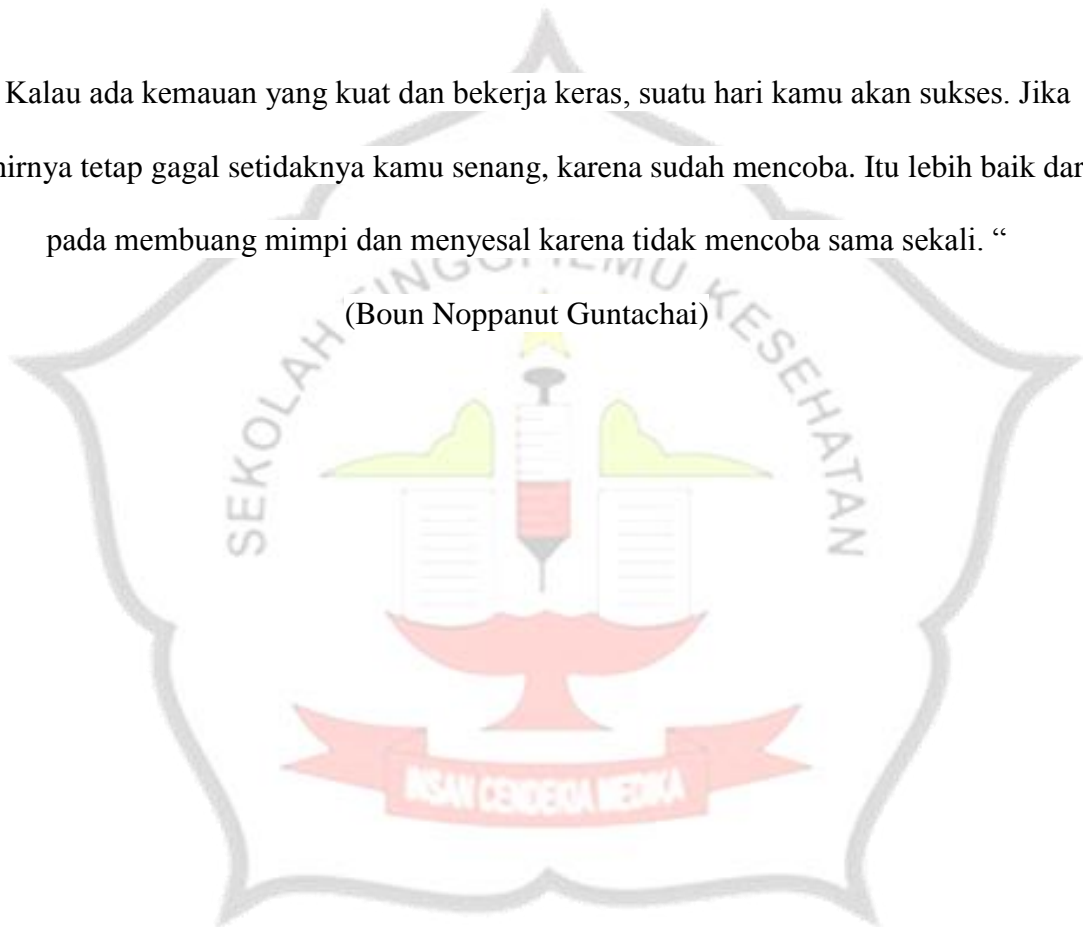 Kalau ada kemauan yang kuat dan bekerja keras, suatu hari kamu akan sukses. Jika
hirnya tetap gagal setidaknya kamu senang, karena sudah mencoba. Itu lebih baik dar
pada membuang mimpi dan menyesal karena tidak mencoba sama sekali. “
(Boun Noppanut Guntachai)
SEKOLAH TINGGI ILMU KESEHATAN
INSAN CENDEKIA MEDIKA